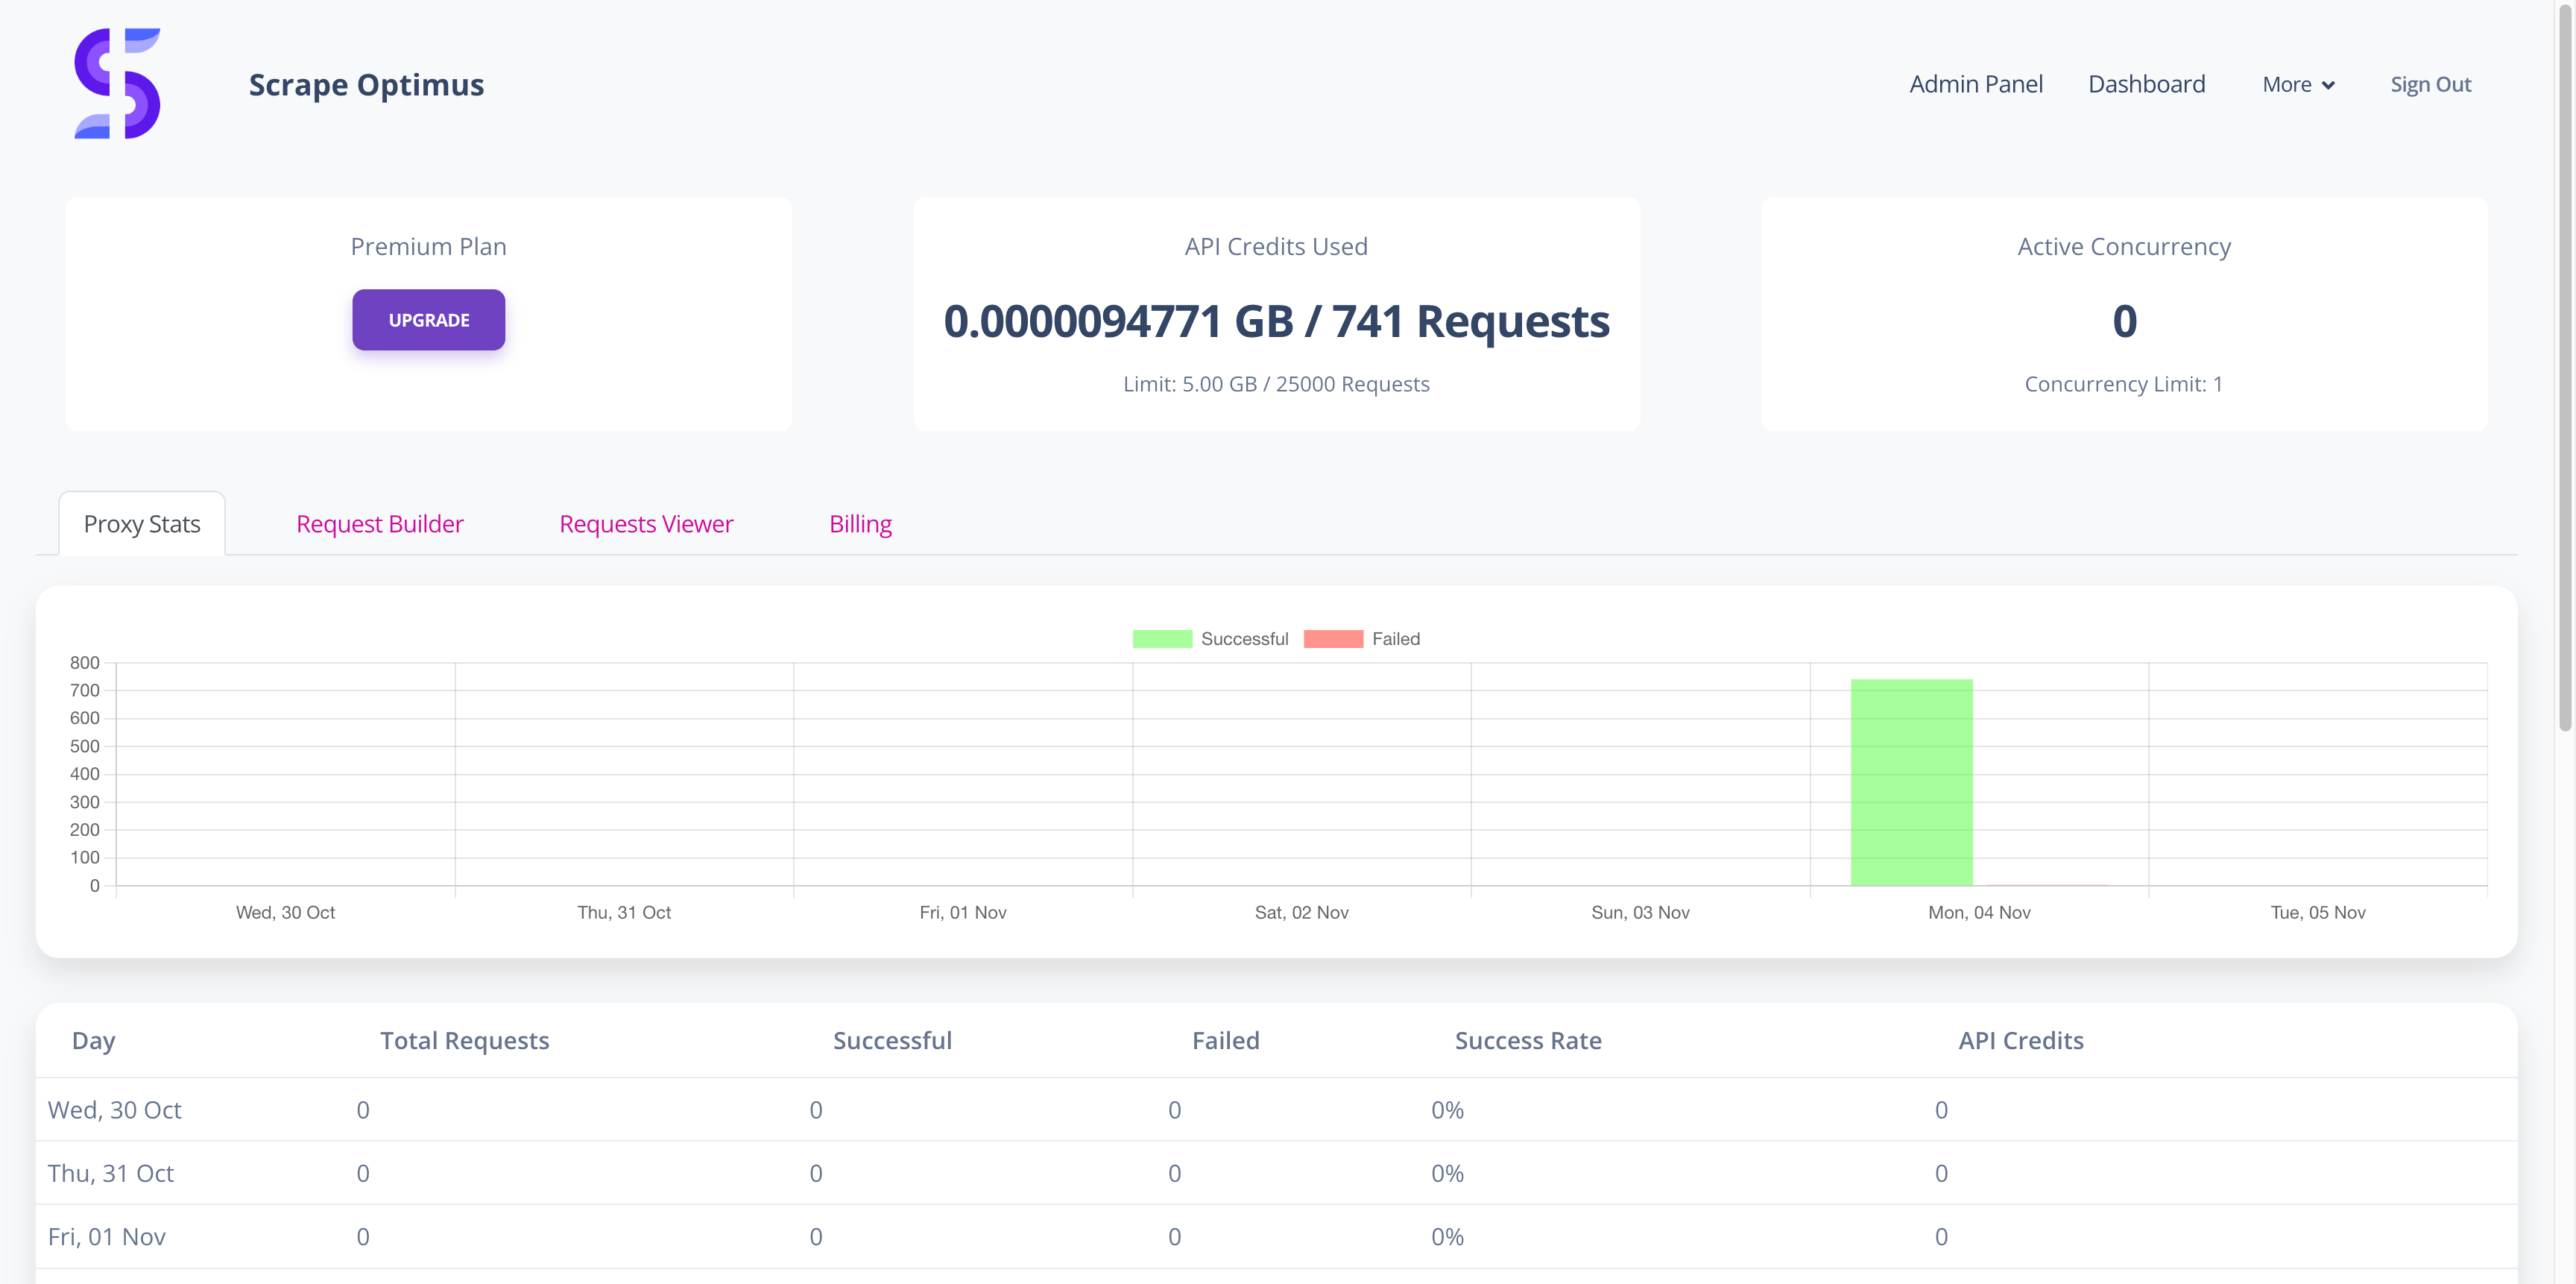 Scrape Optimus
Admin Panel Dashboard More Sign Out
Premium Plan
UPGRADE
API Credits Used
0.0000094771 GB / 741 Requests
Limit: 5.00 GB / 25000 Requests
Active Concurrency
0
Concurrency Limit: 1
Proxy Stats Request Builder Requests Viewer Billing
Successful Failed
800
700
600
500
400
300
200
100
0
Wed, 30 Oct Thu, 31 Oct Fri, 01 Nov Sat, 02 Nov Sun, 03 Nov Mon, 04 Nov Tue, 05 Nov
Day Total Requests Successful Failed Success Rate API Credits
Wed, 30 Oct 0 0 0 0% 0
Thu, 31 Oct 0 0 0 0% 0
Fri, 01 Nov 0 0 0 0% 0